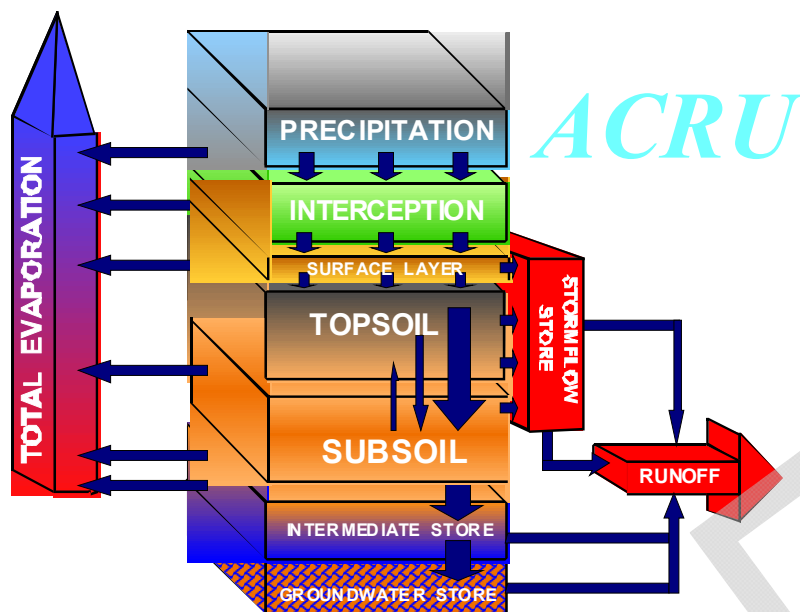 ACRU
PRECIPITATION
INTERCEPTION
SURFACE LAYER
TOPSOIL
SUBSOIL
INTERMEDIATE STORE
GROUNDWATER STORE
TOTAL EVAPORATION
STORMFLOW
STORE
RUNOFF